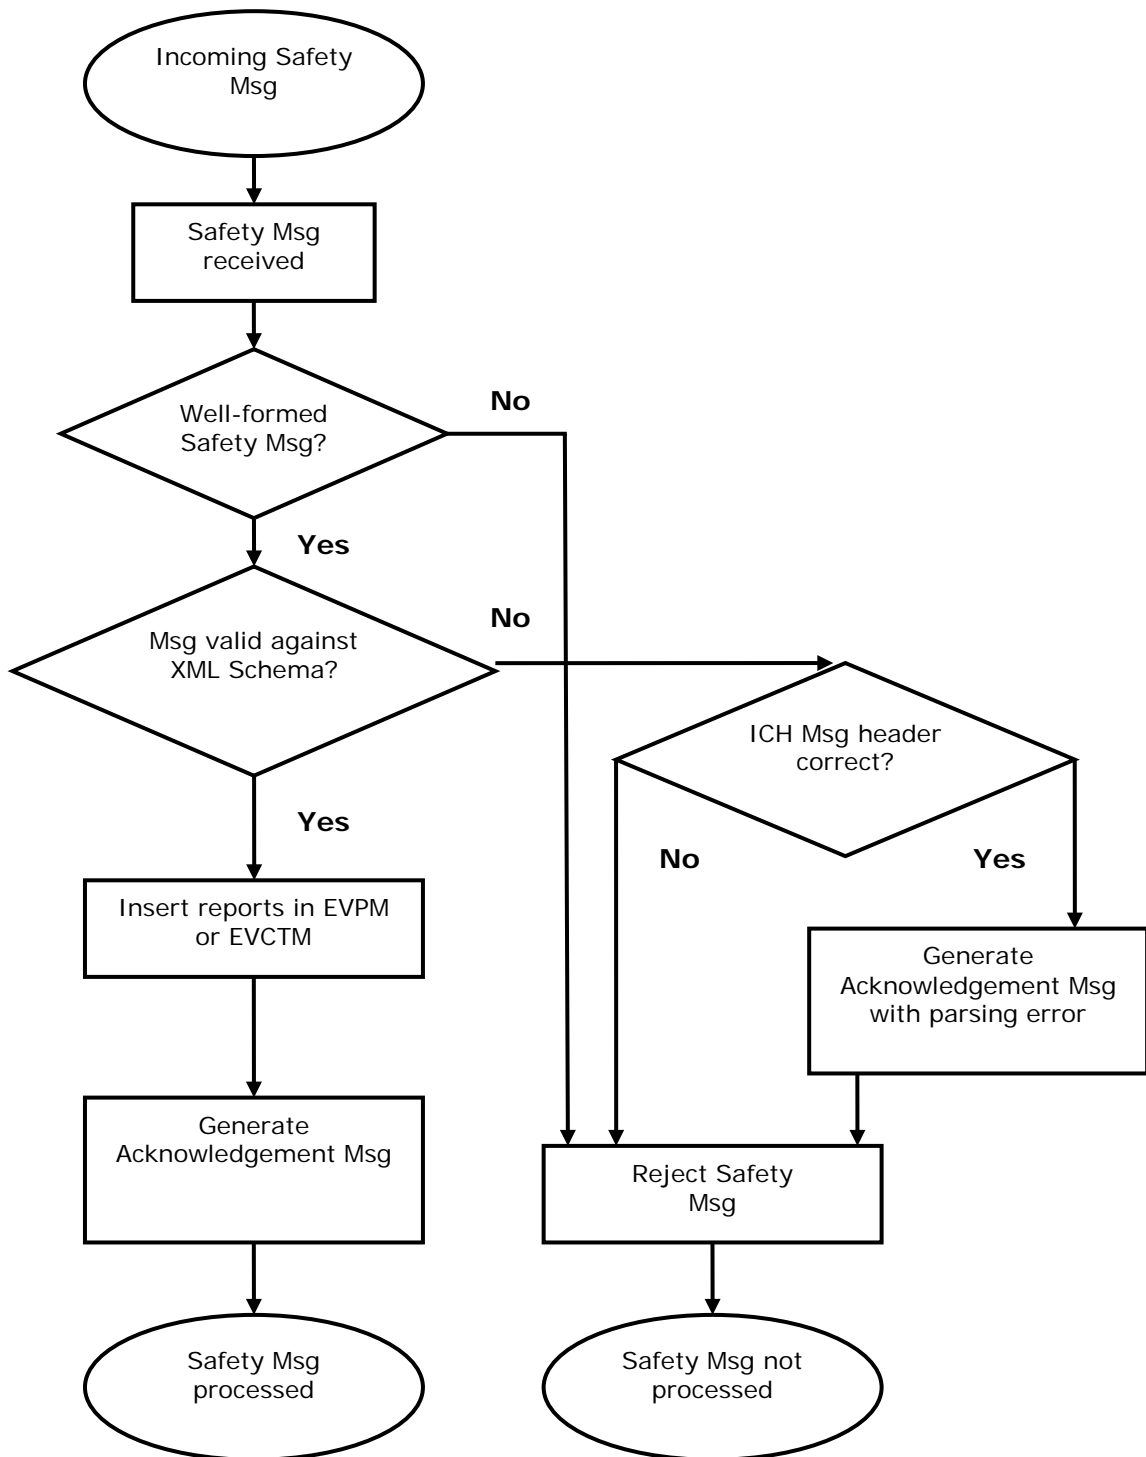 Incoming Safety
Msg
Safety Msg
received
Well-formed
Safety Msg?
No
Yes
Msg valid against
XML Schema?
No
ICH Msg header
correct?
Yes
No
Yes
Insert reports in EVPM
or EVCTM
Generate
Acknowledgement Msg
with parsing error
Generate
Acknowledgement Msg
Reject Safety
Msg
Safety Msg
processed
Safety Msg not
processed